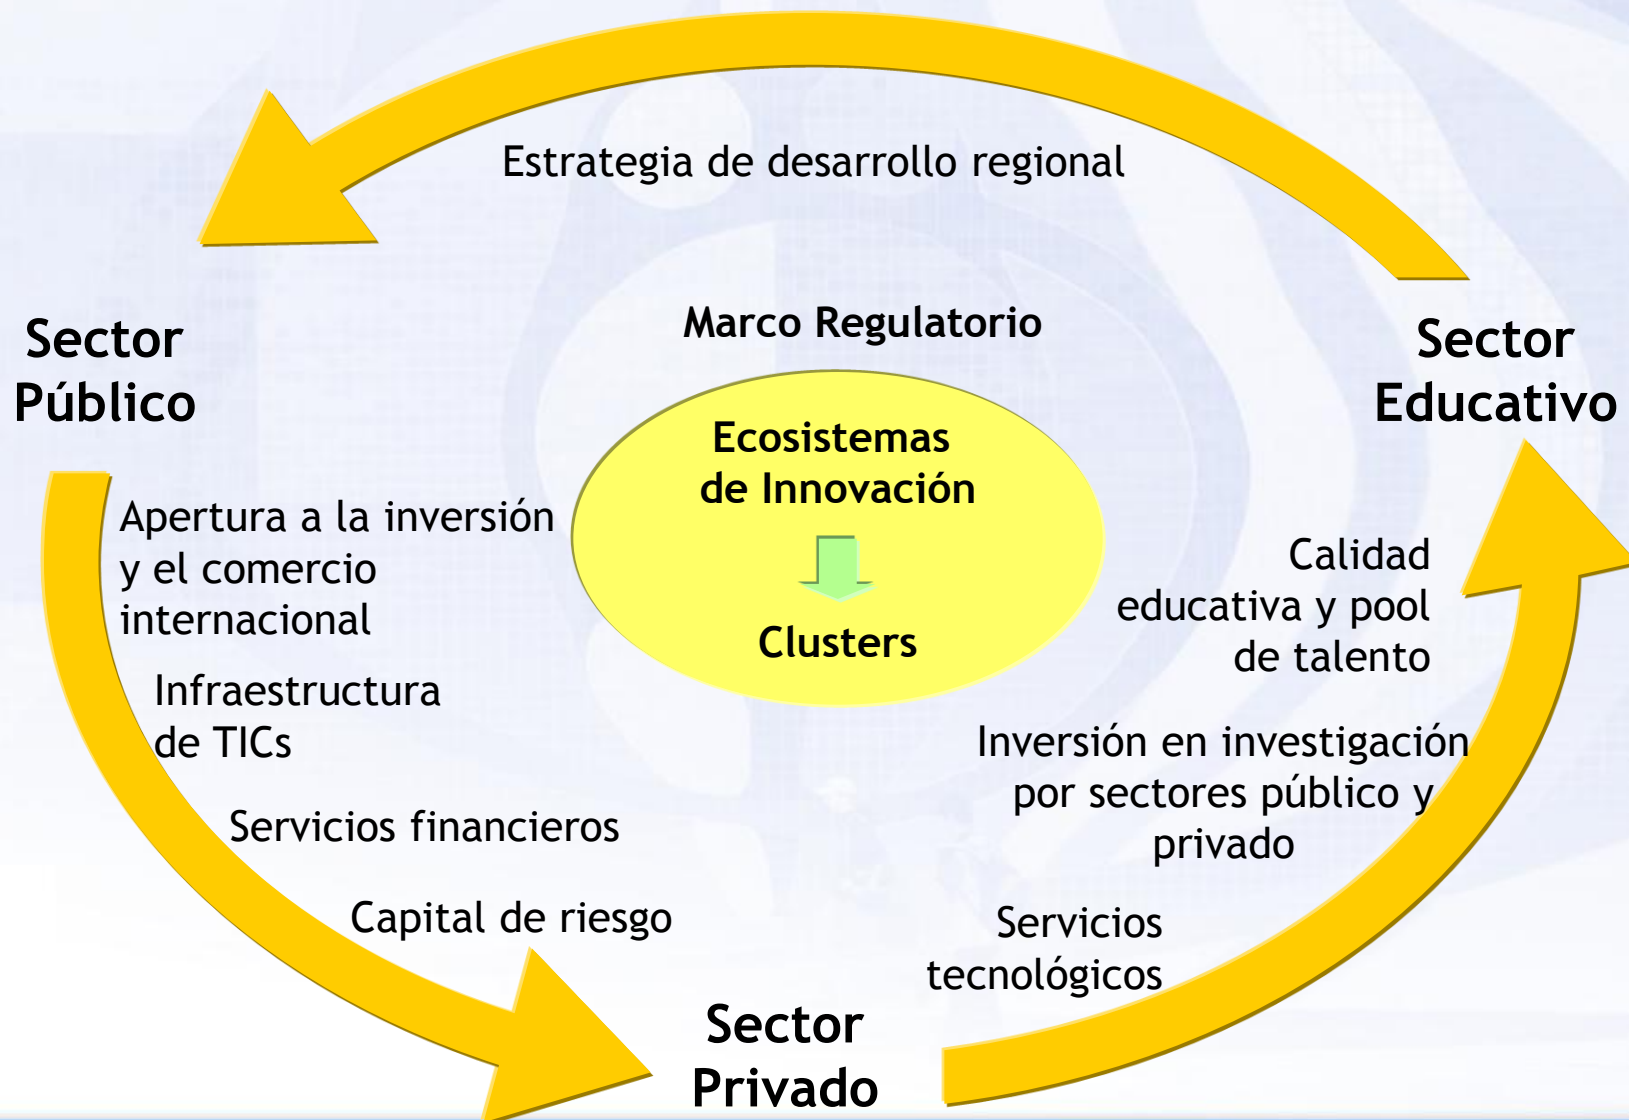 Estrategia de desarrollo regional
Marco Regulatorio
Sector
Público
Sector
Educativo
Ecosistemas
de Innovación
Clusters
Apertura a la inversión
y el comercio
internacional
Infraestructura
de TICs
Servicios financieros
Capital de riesgo
Calidad
educativa y pool
de talento
Inversión en investigación
por sectores público y
privado
Servicios
tecnológicos
Sector
Privado